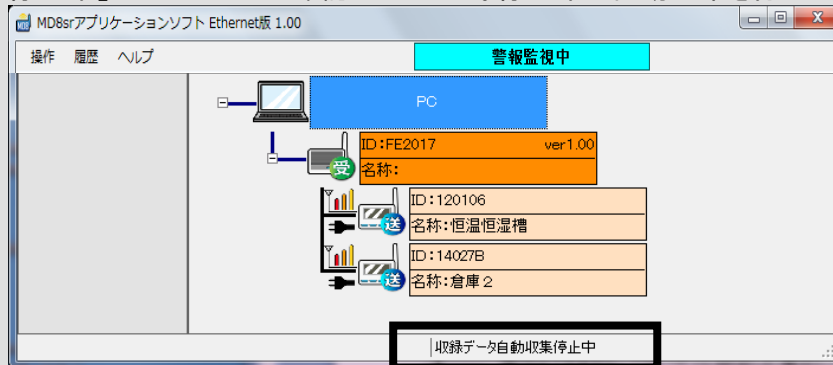 MD8srアプリケーションソフト Ethernet版 1.00
操作 履歴 ヘルプ
警報監視中
PC
ID:FE2017 ver1.00
名称:
受
ID:120106
名称:恒温恒湿槽
送
ID:14027B
名称:倉庫2
送
収録データ自動収集停止中